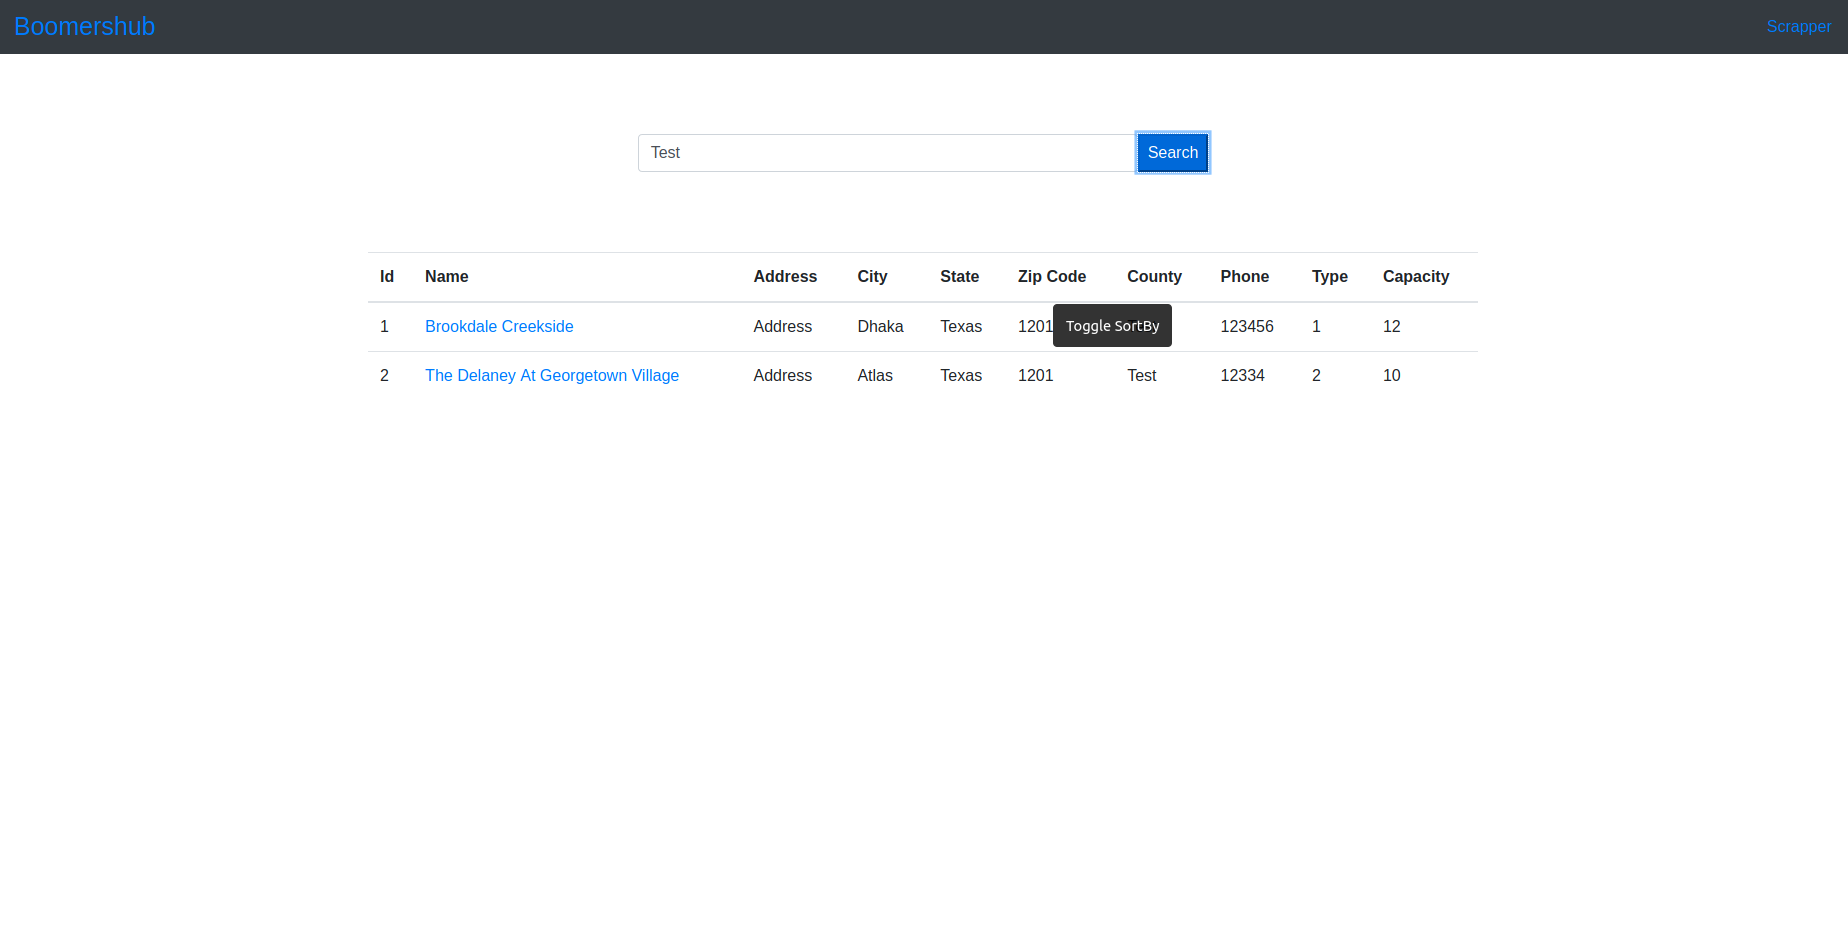 Boomershub Scrapper
Test Search
Id Name Address City State Zip Code County Phone Type Capacity
1 Brookdale Creekside Address Dhaka Texas 1201 123456 1 12
Toggle SortBy
2 The Delaney At Georgetown Village Address Atlas Texas 1201 Test 12334 2 10